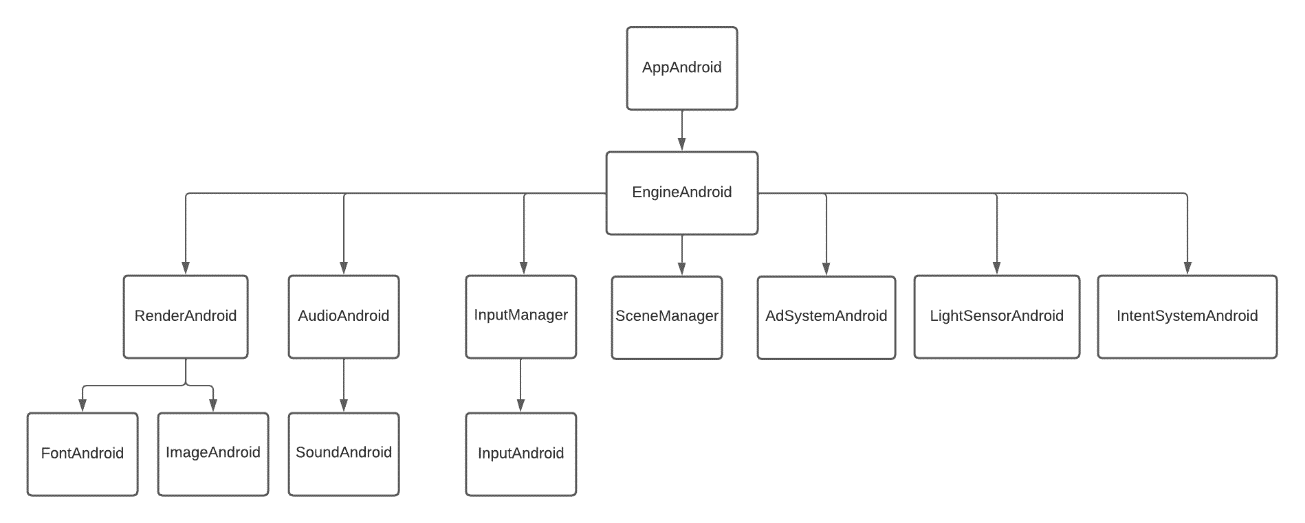 AppAndroid
EngineAndroid
RenderAndroid
AudioAndroid
InputManager
SceneManager
AdSystemAndroid
LightSensorAndroid
IntentSystemAndroid
FontAndroid
ImageAndroid
SoundAndroid
InputAndroid